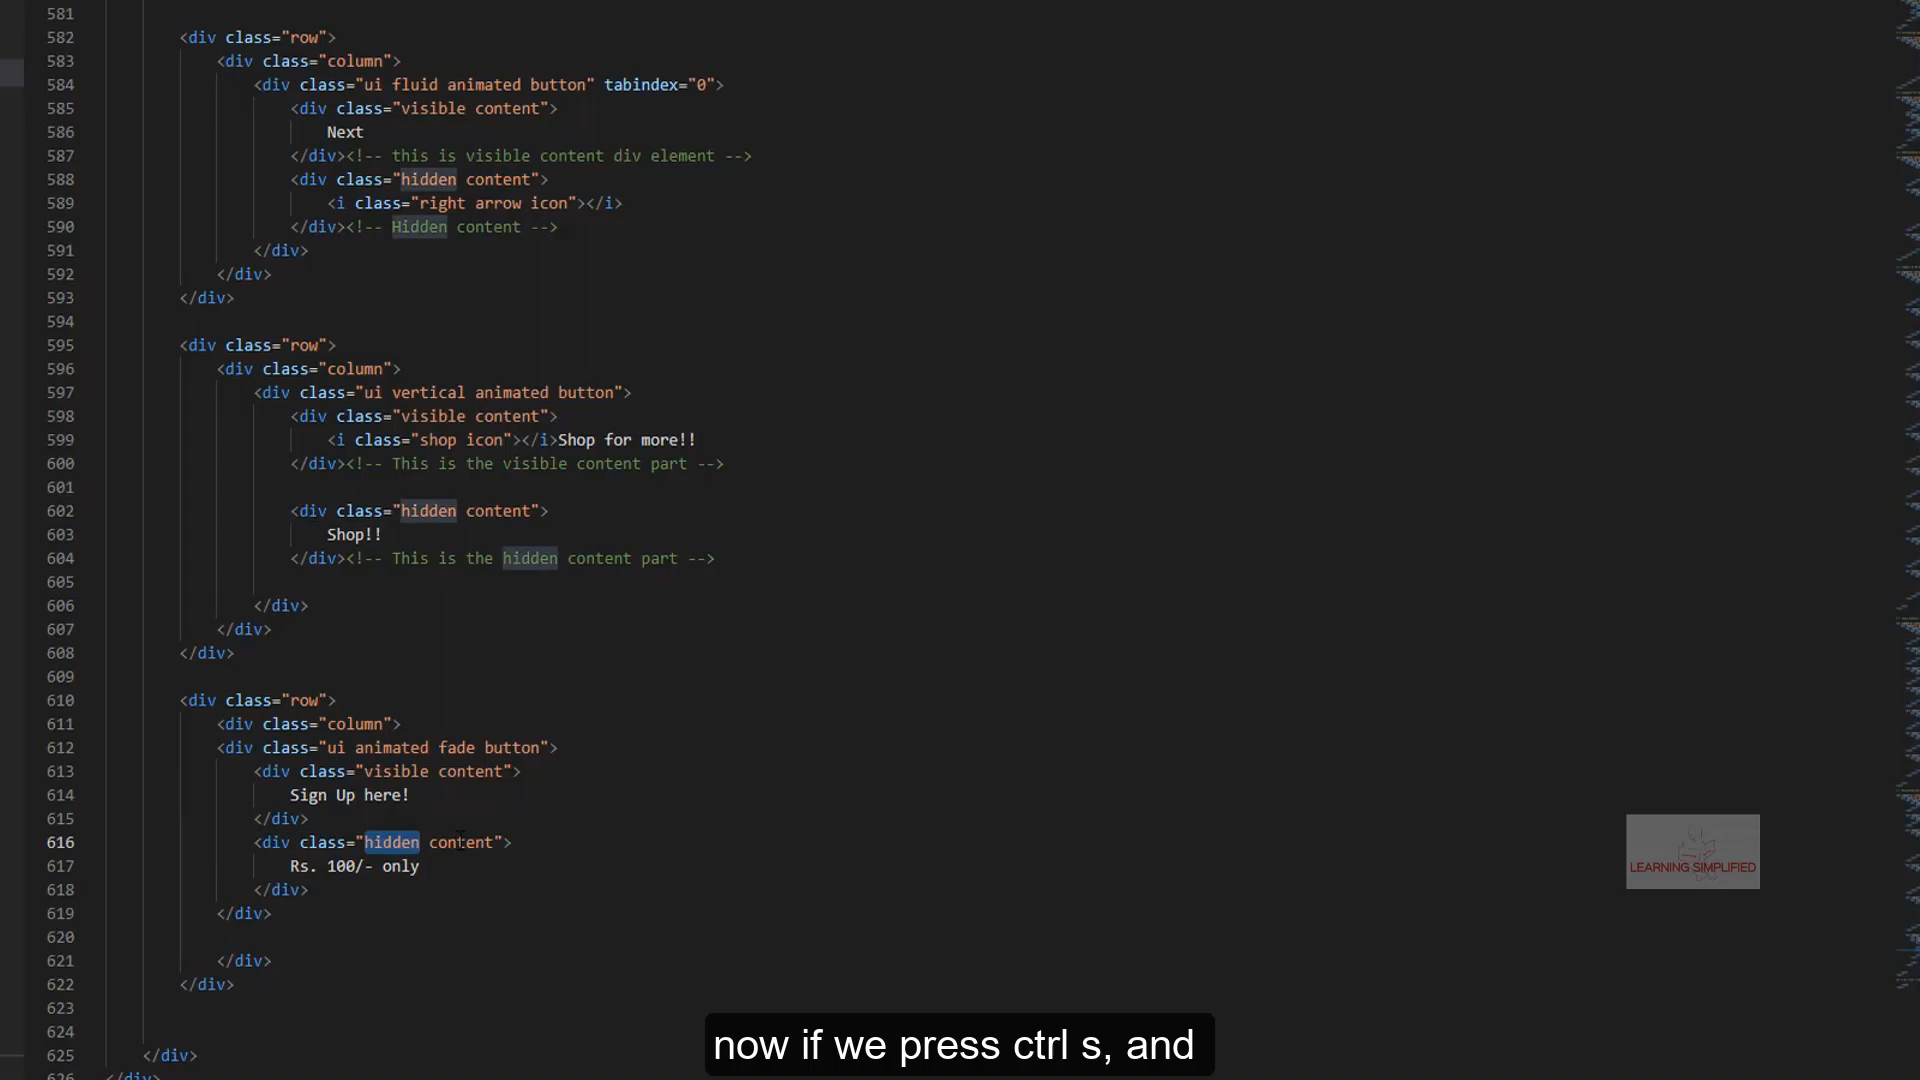 581
582 <div class="row">
583 <div class="column">
584 <div class="ui fluid animated button" tabindex="0">
585 <div class="visible content">
586 Next
587 </div><!-- this is visible content div element -->
588 <div class="hidden content">
589 <i class="right arrow icon"></i>
590 </div><!-- Hidden content -->
591 </div>
592 </div>
593 </div>
594
595 <div class="row">
596 <div class="column">
597 <div class="ui vertical animated button">
598 <div class="visible content">
599 <i class="shop icon"></i>Shop for more!!
600 </div><!-- This is the visible content part -->
601
602 <div class="hidden content">
603 Shop!!
604 </div><!-- This is the hidden content part -->
605
606 </div>
607 </div>
608 </div>
609
610 <div class="row">
611 <div class="column">
612 <div class="ui animated fade button">
613 <div class="visible content">
614 Sign Up here!
615 </div>
616 <div class="hidden content">
617 Rs. 100/- only
618 </div>
619 </div>
620
621 </div>
622 </div>
623
624
625 </div>
626 </div>
LEARNING SIMPLIFIED
now if we press ctrl s, and